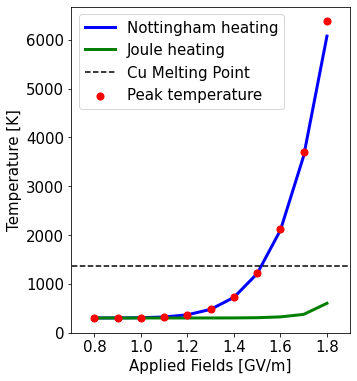 Nottingham heating
Joule heating
Cu Melting Point
Peak temperature
Temperature [K]
6000
5000
4000
3000
2000
1000
0
0.8 1.0 1.2 1.4 1.6 1.8
Applied Fields [GV/m]